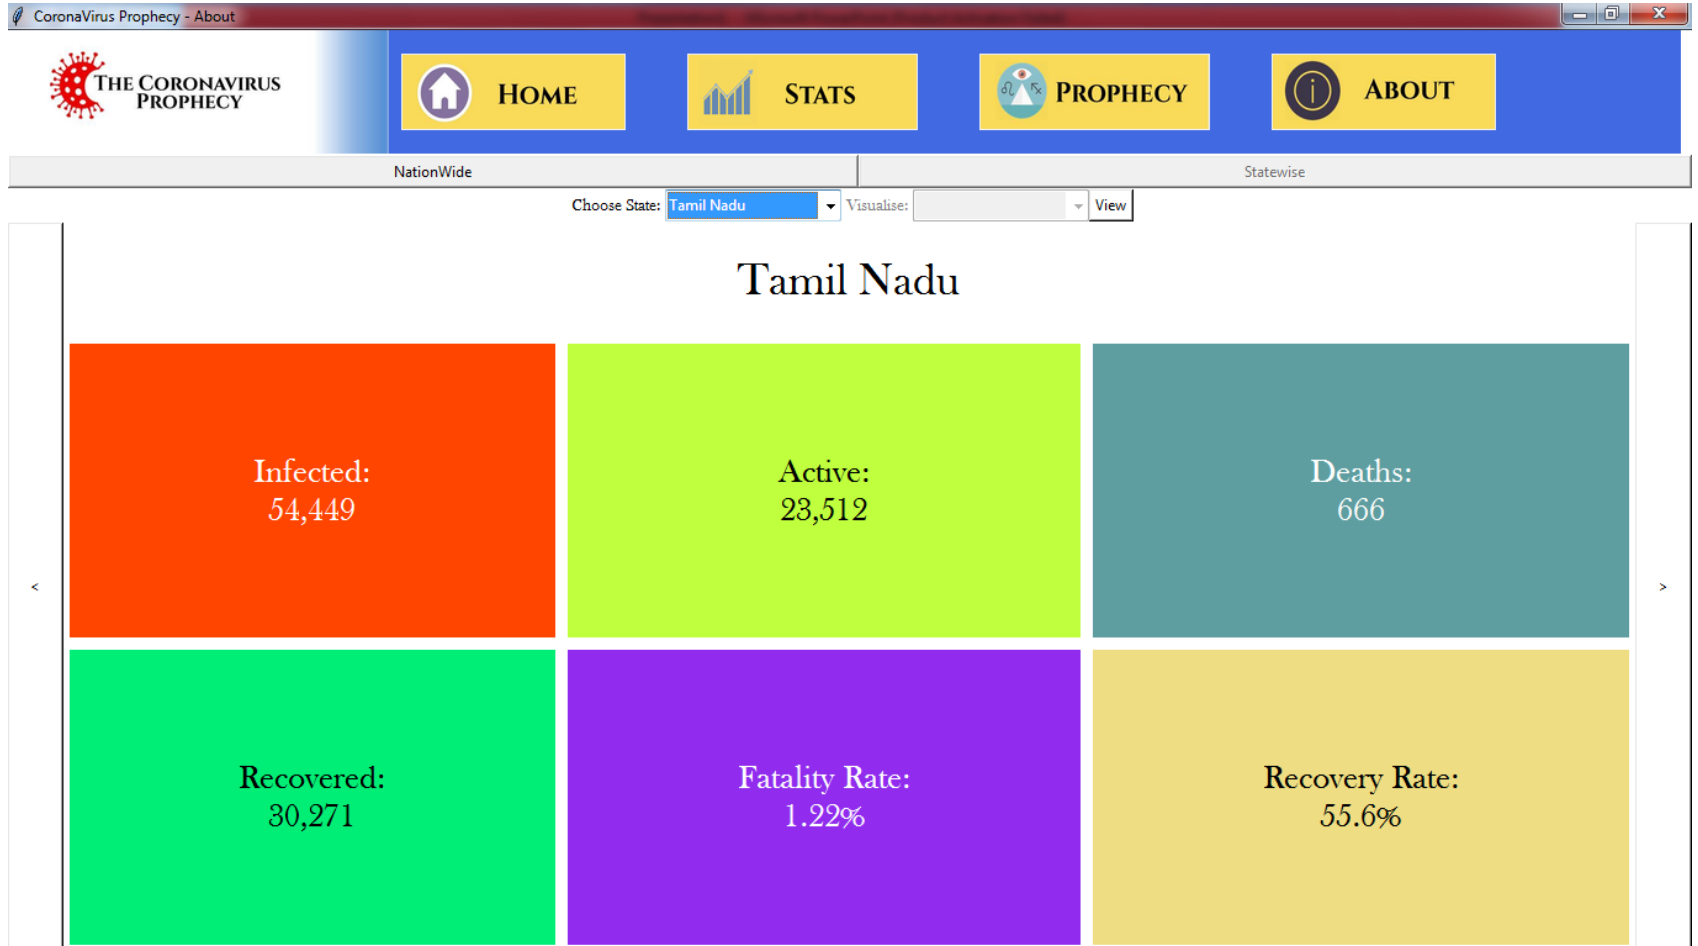 CoronaVirus Prophecy - About
THE CORONAVIRUS
PROPHECY
HOME
STATS
PROPHECY
ABOUT
NationWide
Statewise
Choose State: Tamil Nadu Visualise: View
Tamil Nadu
Infected:
54,449
Active:
23,512
Deaths:
666
<
>
Recovered:
30,271
Fatality Rate:
1.22%
Recovery Rate:
55.6%